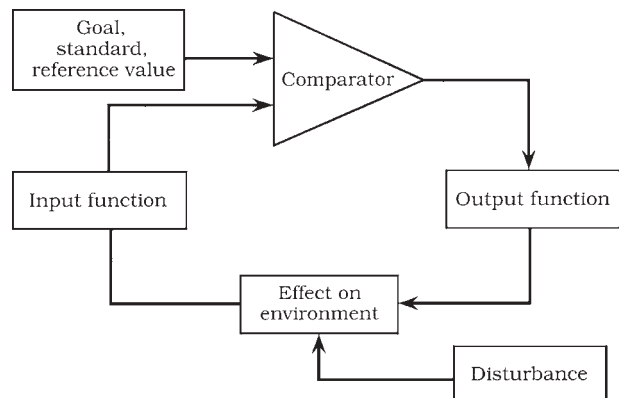 Goal,
standard,
reference value
Comparator
Input function
Output function
Effect on
environment
Disturbance